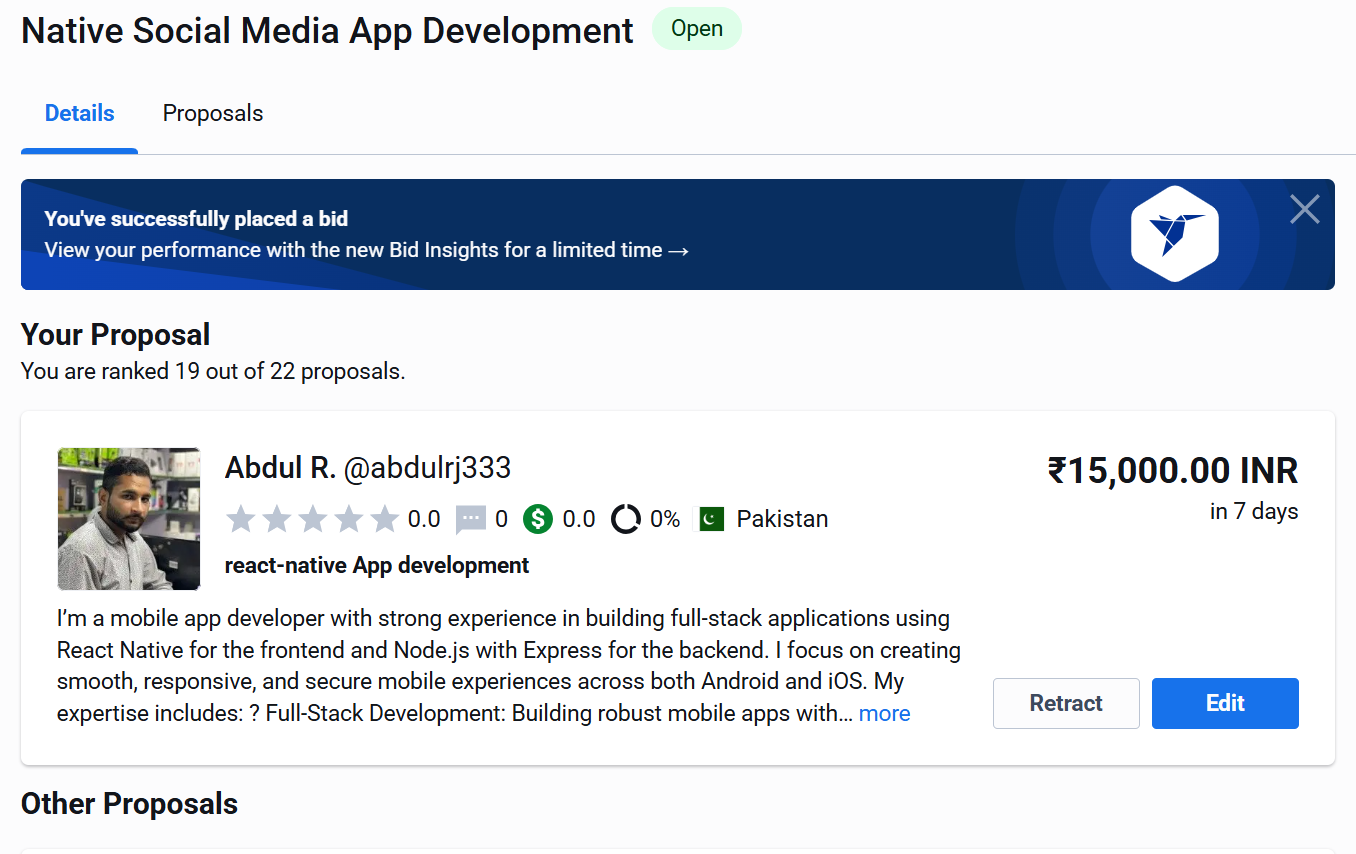 Native Social Media App Development Open
Details Proposals
You've successfully placed a bid
View your performance with the new Bid Insights for a limited time →
Your Proposal
You are ranked 19 out of 22 proposals.
Abdul R. @abdulrj333
₹15,000.00 INR
0.0 0 $ 0.0 0% Pakistan
in 7 days
react-native App development
I’m a mobile app developer with strong experience in building full-stack applications using
React Native for the frontend and Node.js with Express for the backend. I focus on creating
smooth, responsive, and secure mobile experiences across both Android and iOS. My
expertise includes: ? Full-Stack Development: Building robust mobile apps with... more
Retract Edit
Other Proposals